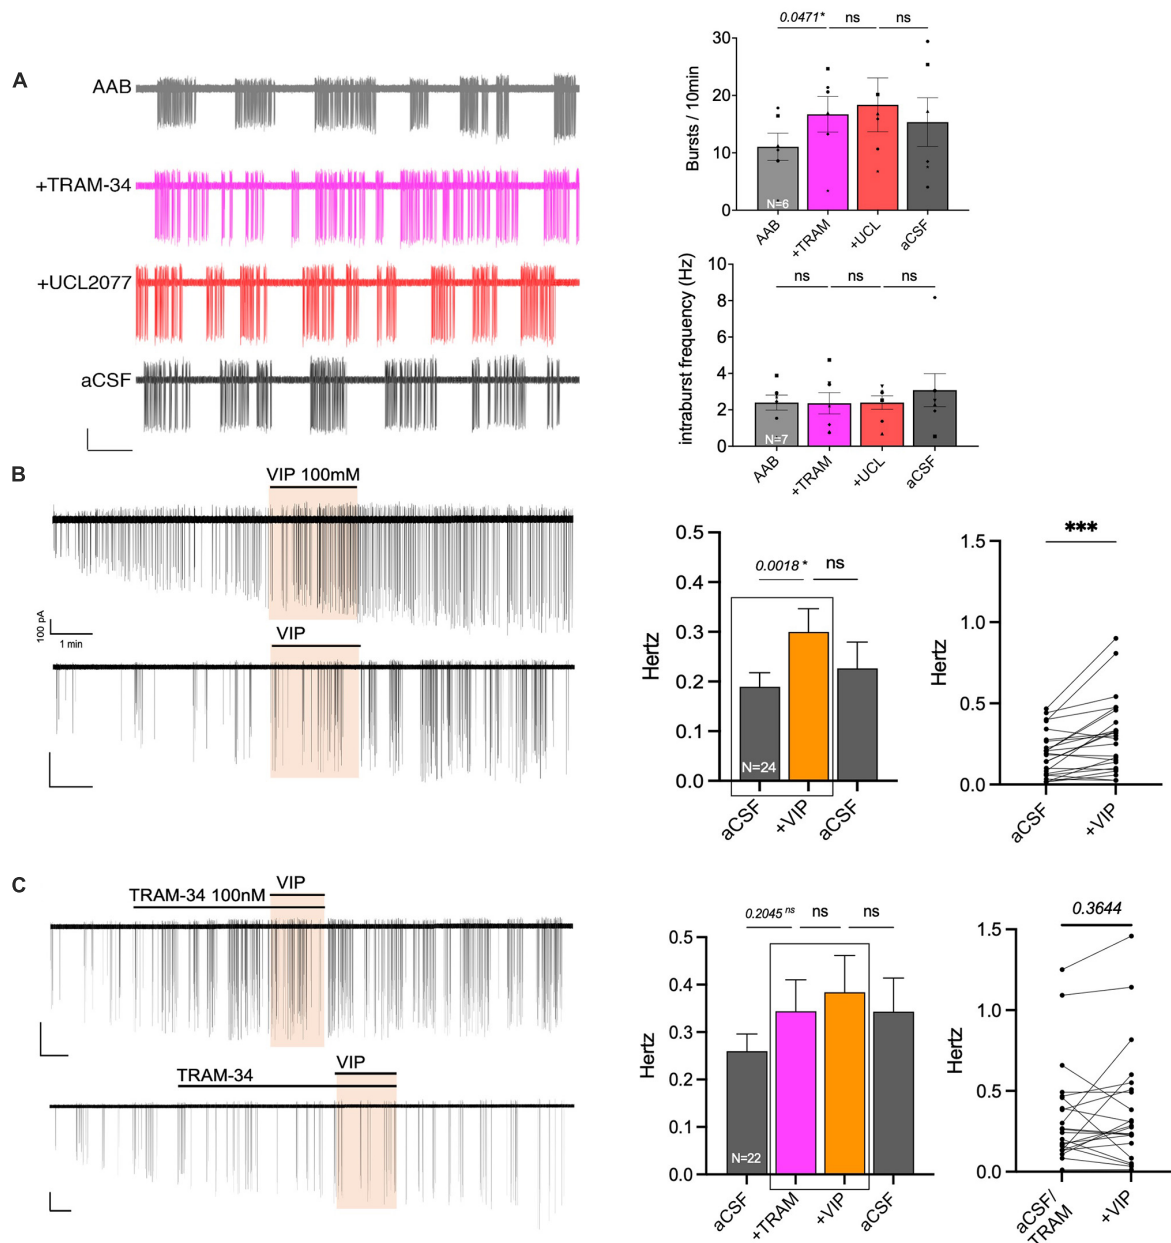 A
AAB
+TRAM-34
+UCL2077
aCSF
0.0471* ns ns
Bursts / 10min
30
20
10
0
N=6
AAB +TRAM +UCL aCSF
ns ns ns
intraburst frequency (Hz)
10
8
6
4
2
0
N=7
AAB +TRAM +UCL aCSF
B
VIP 100mM
100 pA
1 min
VIP
0.0018 * ns
Hertz
0.5
0.4
0.3
0.2
0.1
0.0
N=24
aCSF +VIP aCSF
***
Hertz
1.5
1.0
0.5
0.0
aCSF +VIP
C
VIP
TRAM-34 100nM
VIP
TRAM-34
0.2045 ns ns ns
Hertz
0.5
0.4
0.3
0.2
0.1
0.0
N=22
aCSF +TRAM +VIP aCSF
0.3644
Hertz
1.5
1.0
0.5
0.0
aCSF/
TRAM +VIP